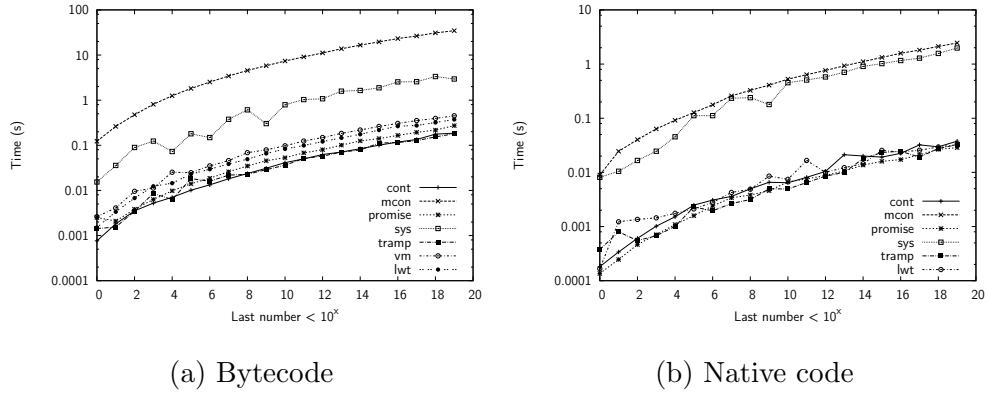 100
10
1
0.1
0.01
0.001
0.0001
Time (s)
cont
mcon
promise
sys
tramp
vm
lwt
0 2 4 6 8 10 12 14 16 18 20
Last number < 10^x
(a) Bytecode
10
1
0.1
0.01
0.001
0.0001
Time (s)
cont
mcon
promise
sys
tramp
lwt
0 2 4 6 8 10 12 14 16 18 20
Last number < 10^x
(b) Native code